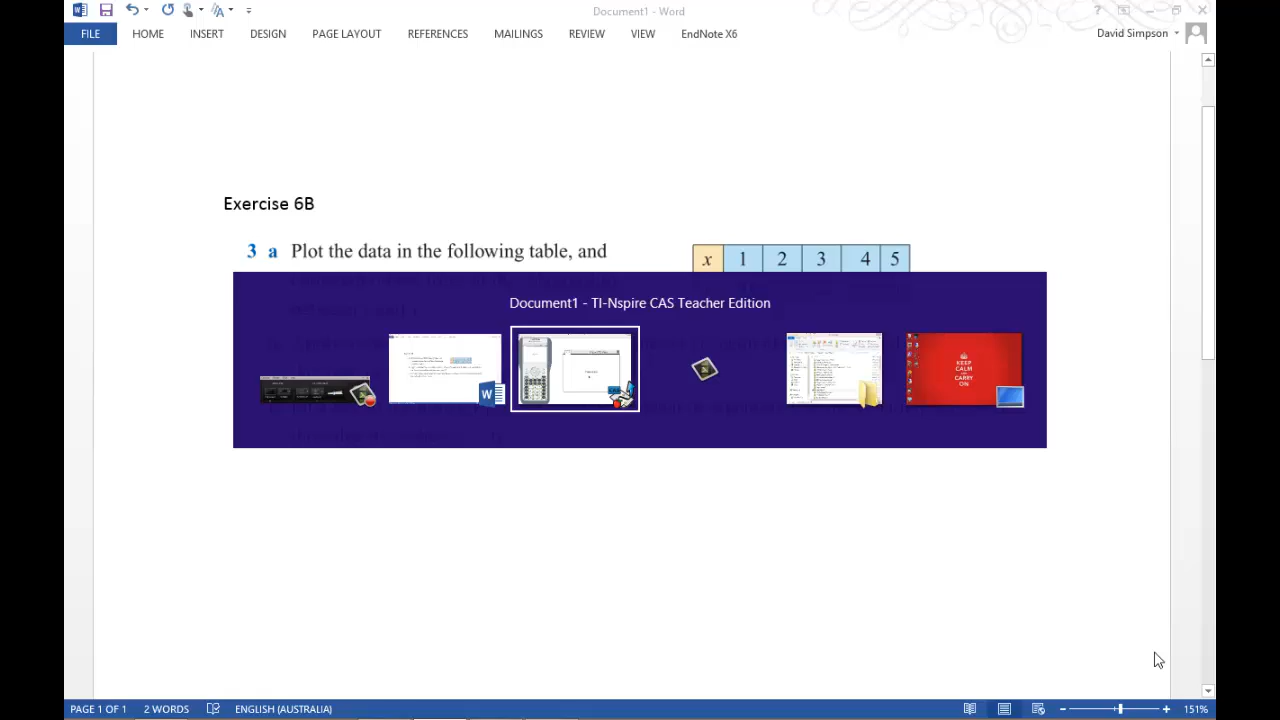 Document1 - Word
FILE HOME INSERT DESIGN PAGE LAYOUT REFERENCES MAILINGS REVIEW VIEW EndNote X6 David Simpson
Exercise 6B
3 a Plot the data in the following table, and
x 1 2 3 4 5
Document1 - TI-Nspire CAS Teacher Edition
KEEP
CALM
AND
CARRY
ON
PAGE 1 OF 1 2 WORDS ENGLISH (AUSTRALIA) 151%